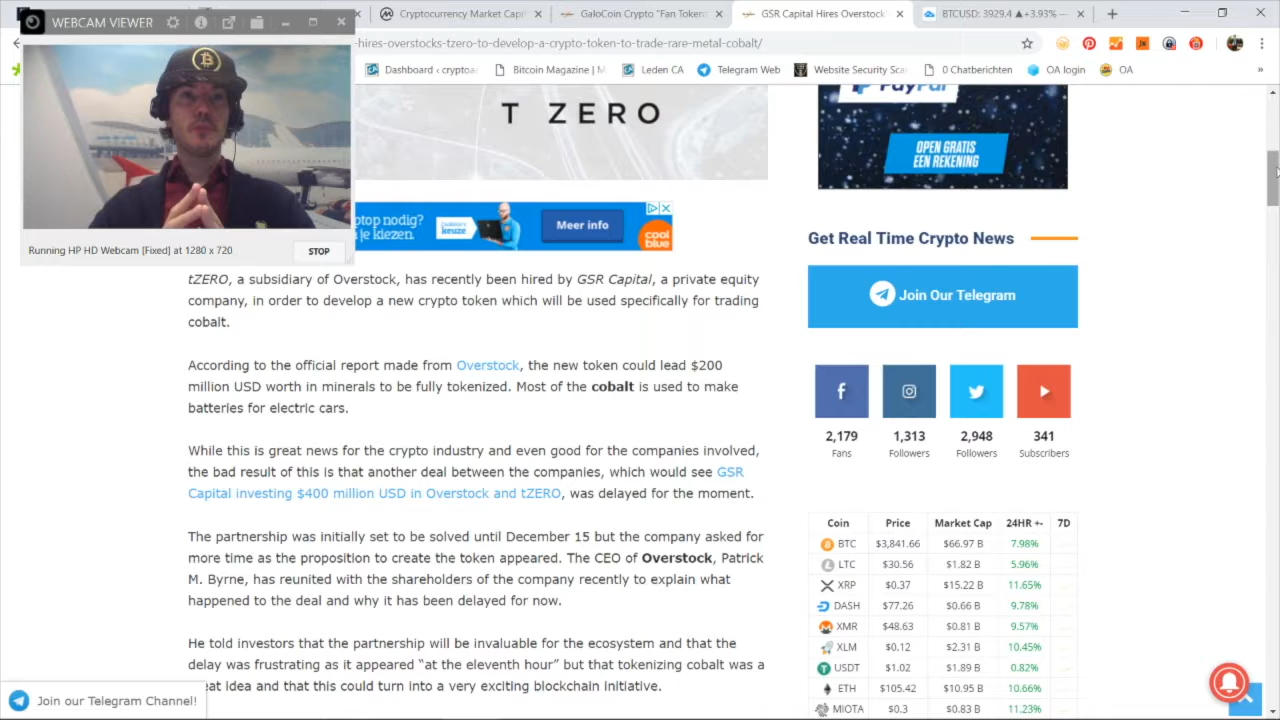 WEBCAM VIEWER
Cryptocurrency Market Capi
GaloCoin Crypto "Fan Token
GSR Capital Hires Overstock'
BTCUSD: 3929.4 ▲+3.93%
-hires-overstocks-tzero-to-develop-a-crypto-token-to-trade-rare-metal-cobalt/
Dashboard ‹ cryptoa
Bitcoin Magazine | M
Leden CA
Telegram Web
Website Security Sca
0 Chatberichten
OA login
OA
»
Running HP HD Webcam [Fixed] at 1280 x 720
STOP
T ZERO
PayPal
OPEN GRATIS
EEN REKENING
ptop nodig?
je kiezen.
Meer info
cool
blue
tZERO, a subsidiary of Overstock, has recently been hired by GSR Capital, a private equity
company, in order to develop a new crypto token which will be used specifically for trading
cobalt.
According to the official report made from Overstock, the new token could lead $200
million USD worth in minerals to be fully tokenized. Most of the cobalt is used to make
batteries for electric cars.
While this is great news for the crypto industry and even good for the companies involved,
the bad result of this is that another deal between the companies, which would see GSR
Capital investing $400 million USD in Overstock and tZERO, was delayed for the moment.
The partnership was initially set to be solved until December 15 but the company asked for
more time as the proposition to create the token appeared. The CEO of Overstock, Patrick
M. Byrne, has reunited with the shareholders of the company recently to explain what
happened to the deal and why it has been delayed for now.
He told investors that the partnership will be invaluable for the ecosystem and that the
delay was frustrating as it appeared “at the eleventh hour” but that tokenizing cobalt was a
eat idea and that this could turn into a very exciting blockchain initiative.
Join our Telegram Channel!
Get Real Time Crypto News
Join Our Telegram
2,179 1,313 2,948 341
Fans Followers Followers Subscribers
Coin Price Market Cap 24HR +- 7D
BTC $3,841.66 $66.97 B 7.98%
LTC $30.56 $1.82 B 5.96%
XRP $0.37 $15.22 B 11.65%
DASH $77.26 $0.66 B 9.78%
XMR $48.63 $0.81 B 9.57%
XLM $0.12 $2.31 B 10.45%
USDT $1.02 $1.89 B 0.82%
ETH $105.42 $10.95 B 10.66%
MIOTA $0.3 $0.83 B 11.23%